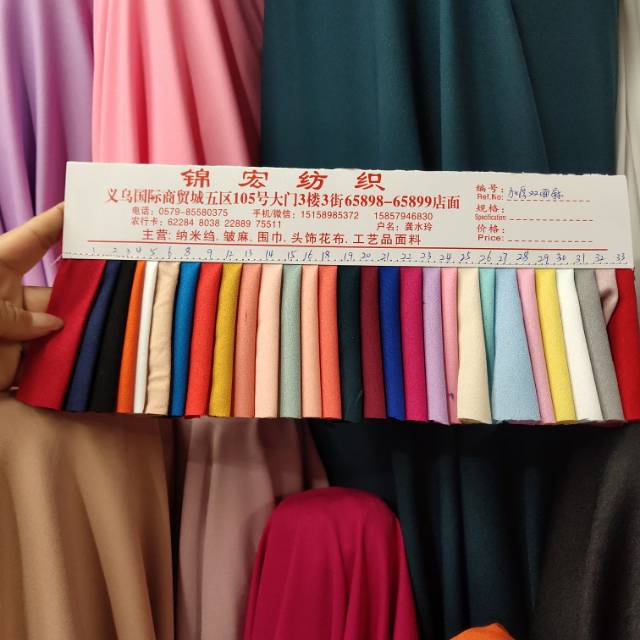 锦宏纺织
义乌国际商贸城五区105号大门3楼3街65898-65899店面
电话：0579-85580375 手机/微信：15158985372 15857946830
农行卡：62284 8038 22889 75511 户名：龚水玲
主营：纳米绉.皱麻.围巾.头饰花布.工艺品面料
编号：
Ref.No:
规格：
Specification:
价格：
Price:
1 2 3 4 5 6 8 9 12 13 14 15 16 18 19 20 21 22 23 24 25 26 27 28 29 30 31 32 33